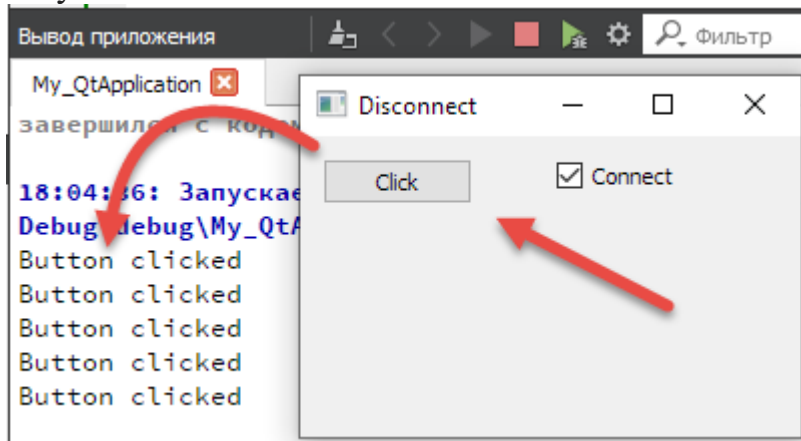 Вывод приложения
Фильтр
My_QtApplication
завершился с кодом
18:04:36: Запускае
Debug\debug\My_QtA
Button clicked
Button clicked
Button clicked
Button clicked
Button clicked
Disconnect
Click
Connect